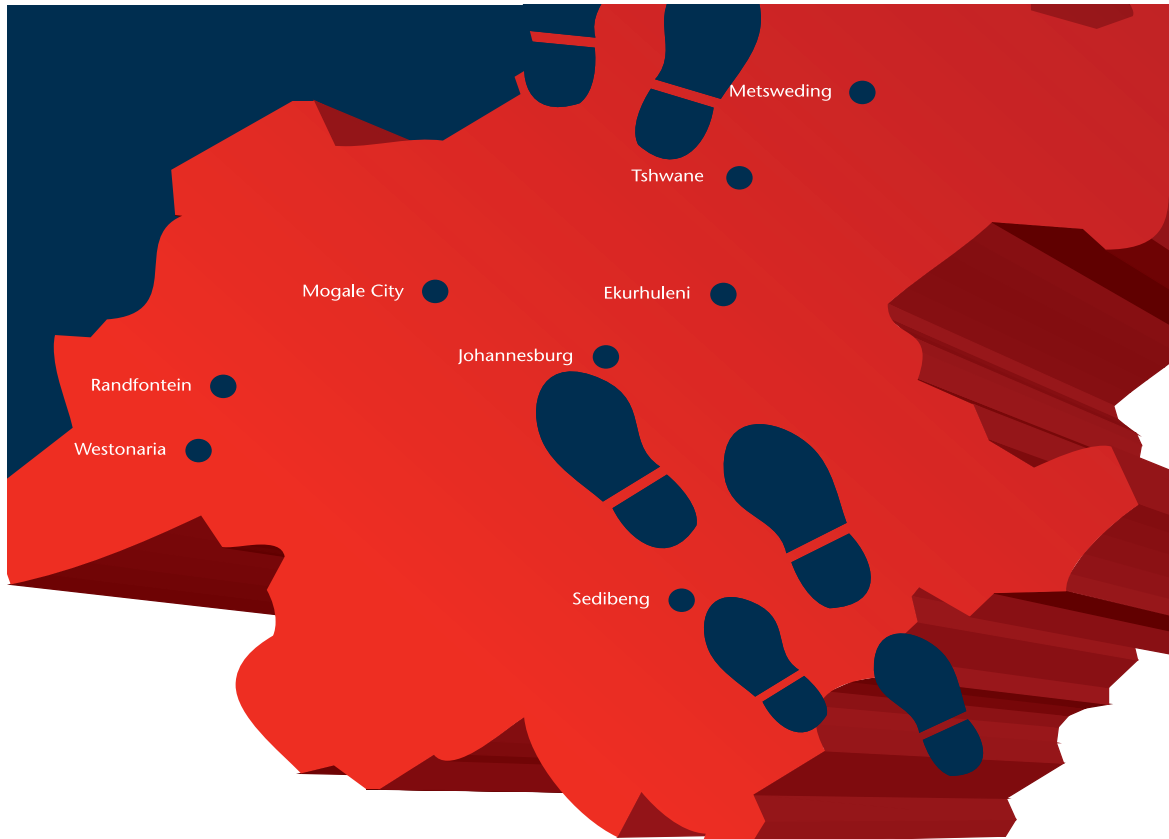 Metsweding
Tshwane
Mogale City
Ekurhuleni
Johannesburg
Randfontein
Westonaria
Sedibeng